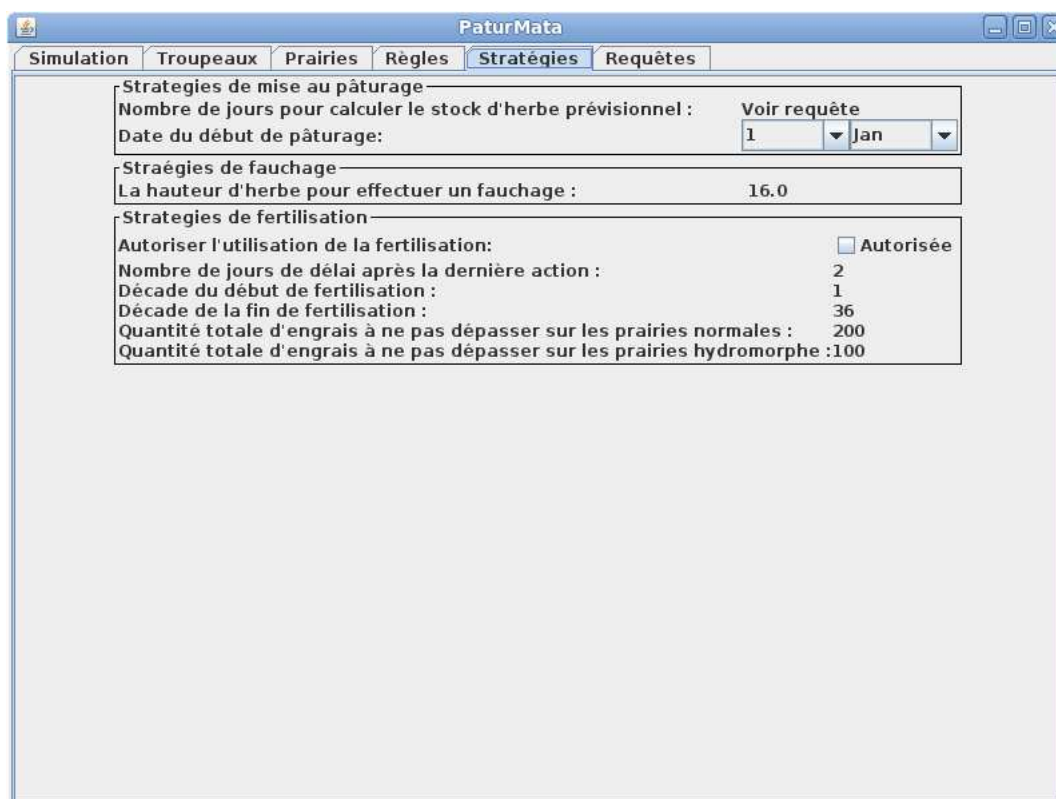 PaturMata
Simulation Troupeaux Prairies Règles Stratégies Requêtes
Strategies de mise au pâturage
Nombre de jours pour calculer le stock d'herbe prévisionnel : Voir requête
Date du début de pâturage: 1 Jan
Straégies de fauchage
La hauteur d'herbe pour effectuer un fauchage : 16.0
Strategies de fertilisation
Autoriser l'utilisation de la fertilisation: Autorisée
Nombre de jours de délai après la dernière action : 2
Décade du début de fertilisation : 1
Décade de la fin de fertilisation : 36
Quantité totale d'engrais à ne pas dépasser sur les prairies normales : 200
Quantité totale d'engrais à ne pas dépasser sur les prairies hydromorphe :100